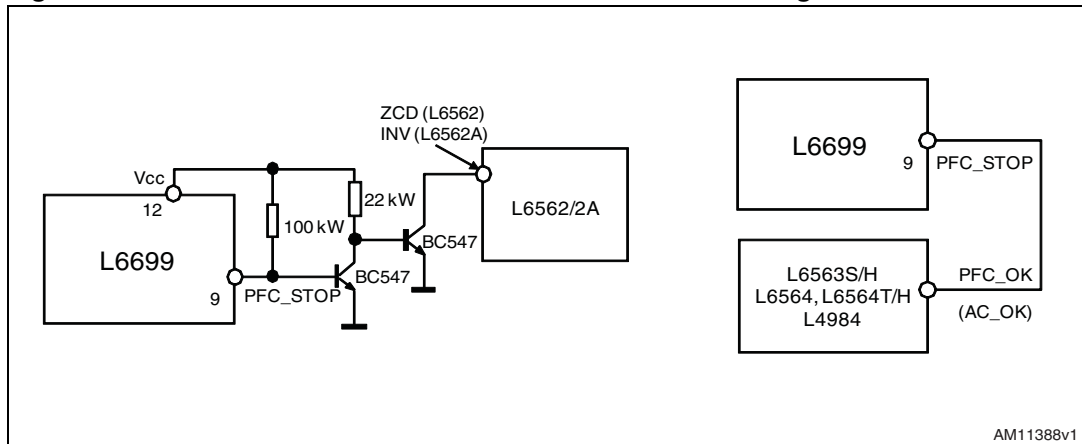 ZCD (L6562)
INV (L6562A)
Vcc
12
22 kW
100 kW
L6699
9
PFC_STOP
BC547
BC547
L6562/2A
L6699
9
PFC_STOP
L6563S/H
L6564, L6564T/H
L4984
PFC_OK
(AC_OK)
AM11388v1